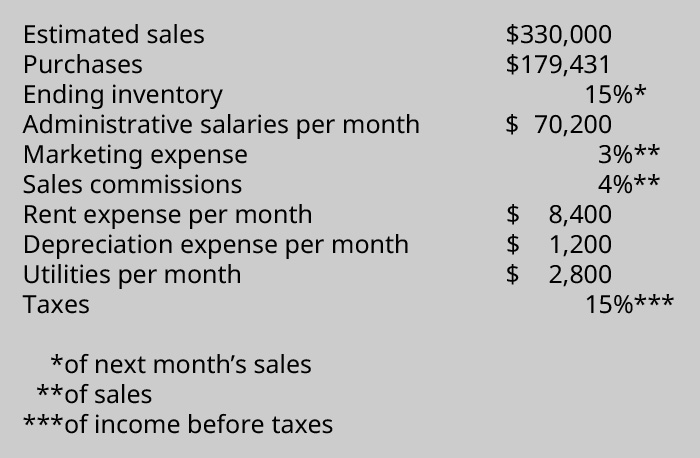 Estimated sales $330,000
Purchases $179,431
Ending inventory 15%*
Administrative salaries per month $ 70,200
Marketing expense 3%**
Sales commissions 4%**
Rent expense per month $ 8,400
Depreciation expense per month $ 1,200
Utilities per month $ 2,800
Taxes 15%***
*of next month’s sales
**of sales
***of income before taxes